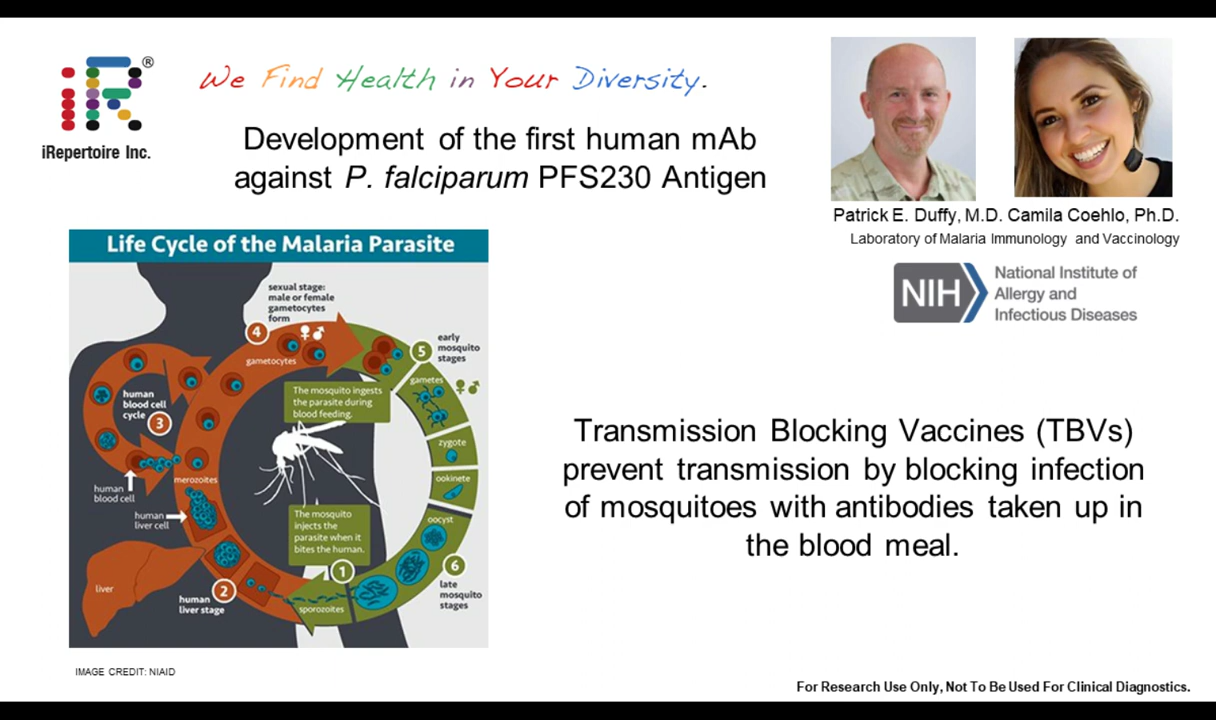 iR®
iRepertoire Inc.
We Find Health in Your Diversity.
Development of the first human mAb
against P. falciparum PFS230 Antigen
Patrick E. Duffy, M.D. Camila Coehlo, Ph.D.
Laboratory of Malaria Immunology and Vaccinology
NIH
National Institute of
Allergy and
Infectious Diseases
Life Cycle of the Malaria Parasite
sexual stage:
male or female
gametocytes
form
4
gametocytes
5
early
mosquito
stages
gametes
The mosquito ingests
the parasite during
blood feeding.
human
blood cell
cycle
3
zygote
ookinete
merozoites
human
blood cell
human
liver cell
The mosquito
injects the
parasite when it
bites the human.
oocyst
1
6
late
mosquito
stages
liver
2
human
liver stage
sporozoites
Transmission Blocking Vaccines (TBVs)
prevent transmission by blocking infection
of mosquitoes with antibodies taken up in
the blood meal.
IMAGE CREDIT: NIAID
For Research Use Only, Not To Be Used For Clinical Diagnostics.